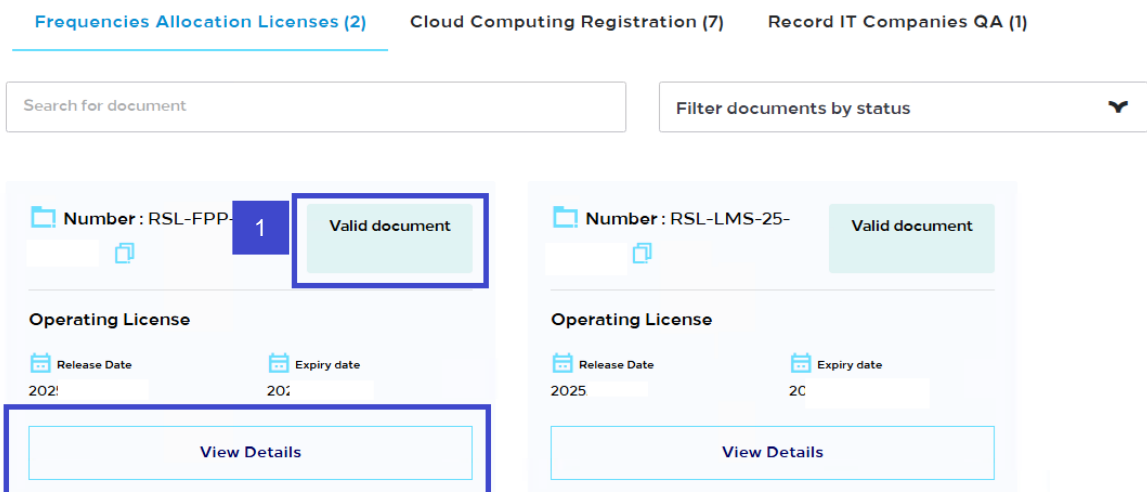 Frequencies Allocation Licenses (2)
Cloud Computing Registration (7)
Record IT Companies QA (1)
Search for document
Filter documents by status
Number : RSL-FPP-
1
Valid document
Operating License
Release Date
Expiry date
2025
202
View Details
Number : RSL-LMS-25-
Valid document
Operating License
Release Date
Expiry date
2025
20
View Details